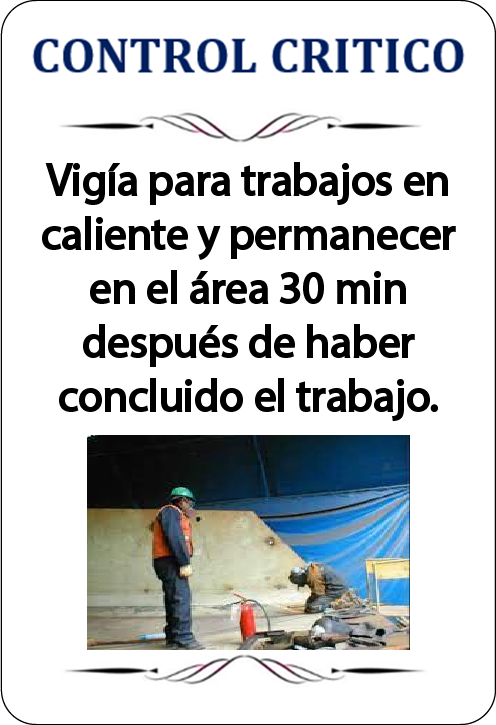 CONTROL CRITICO
Vigía para trabajos en
caliente y permanecer
en el área 30 min
después de haber
concluido el trabajo.